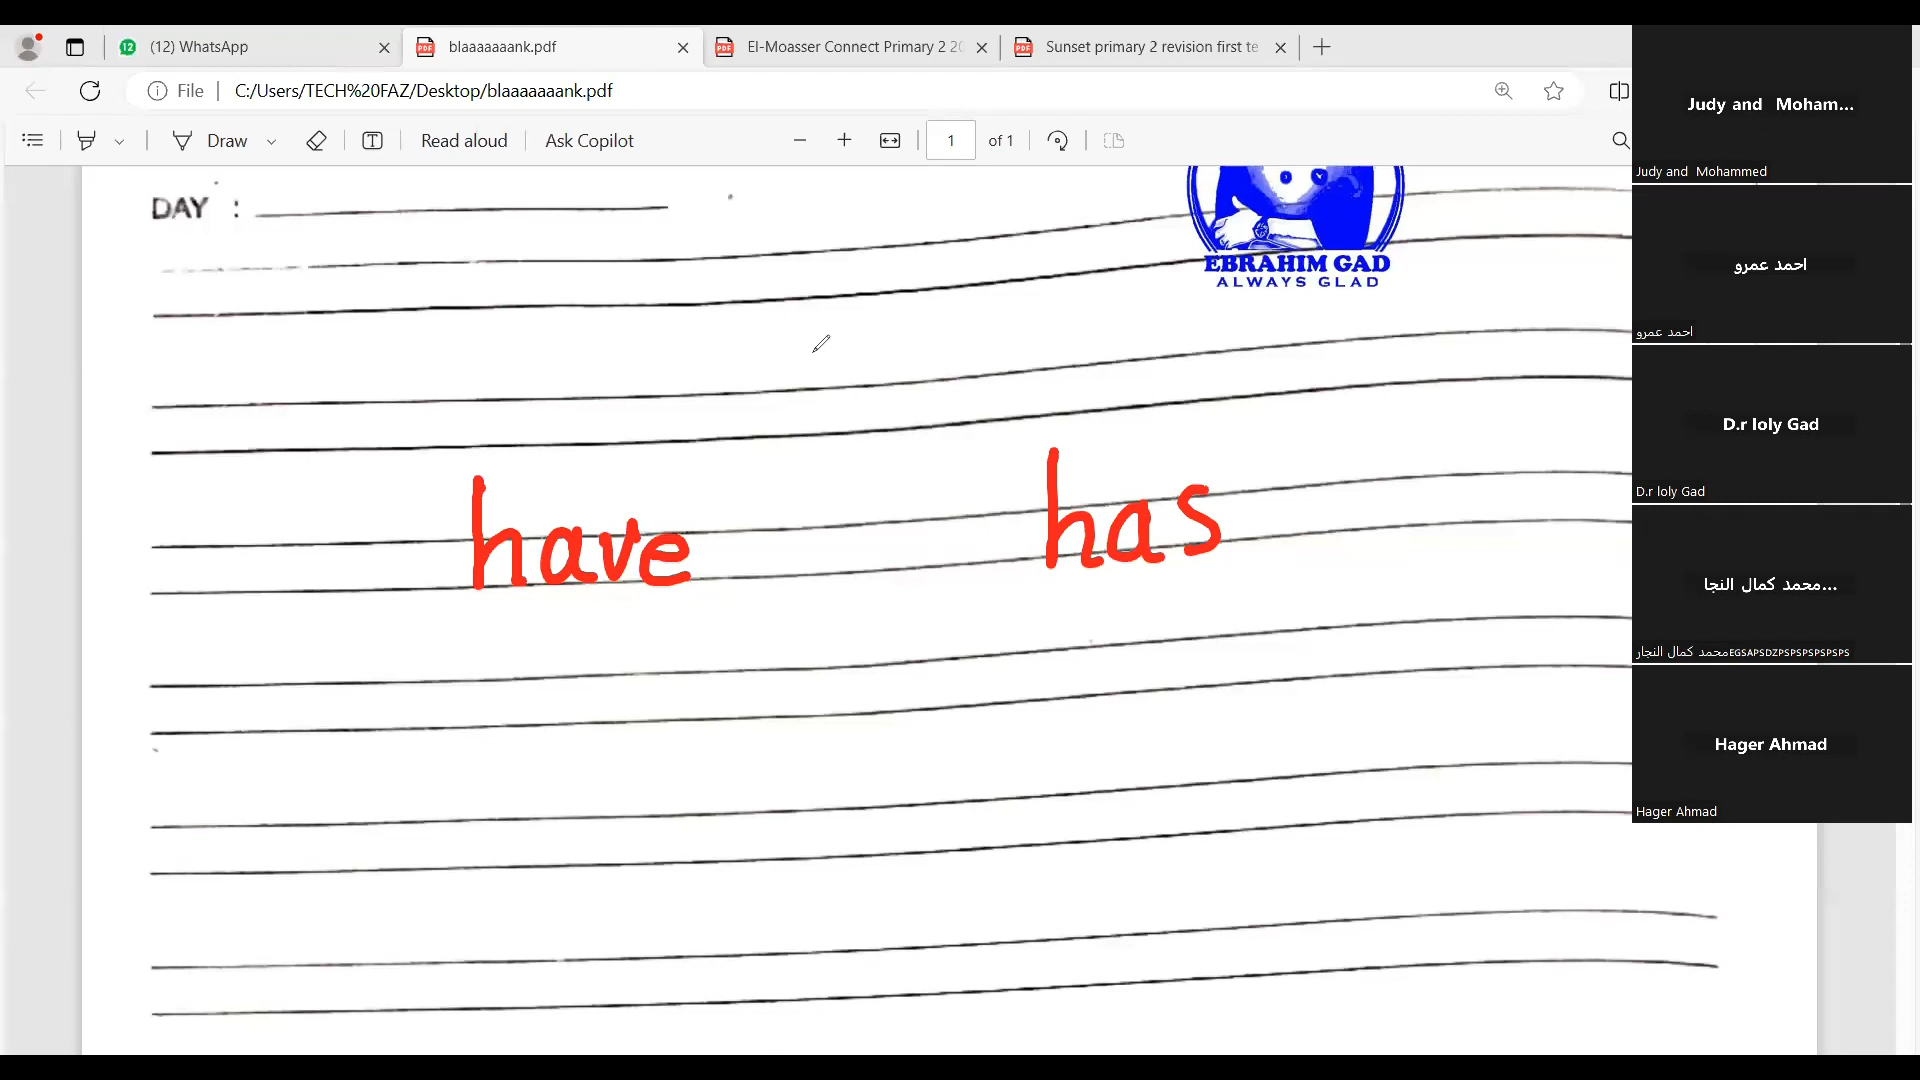 (12) WhatsApp
blaaaaaaank.pdf
El-Moasser Connect Primary 2 20
Sunset primary 2 revision first te
File
C:/Users/TECH%20FAZ/Desktop/blaaaaaaank.pdf
Draw
Read aloud
Ask Copilot
1 of 1
DAY :
EBRAHIM GAD
ALWAYS GLAD
have has
Judy and Moham...
Judy and Mohammed
احمد عمرو
احمد عمرو
D.r loly Gad
D.r loly Gad
محمد كمال النجا...
محمد كمال النجارEGSAPSDZPSPSPSPSPSPS
Hager Ahmad
Hager Ahmad